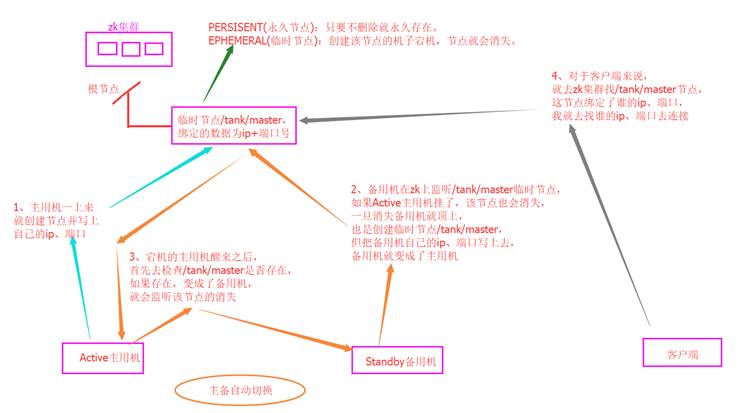 zk集群
PERSISENT(永久节点)：只要不删除就永久存在。
EPHEMERAL(临时节点)：创建该节点的机子宕机，节点就会消失。
根节点
临时节点/tank/master，
绑定的数据为ip+端口号
4、对于客户端来说，
就去zk集群找/tank/master节点，
这节点绑定了谁的ip、端口，
我就去找谁的ip、端口去连接
1、主用机一上来
就创建节点并写上
自己的ip、端口
2、备用机在zk上监听/tank/master临时节点，
如果Active主用机挂了，该节点也会消失，
一旦消失备用机就顶上，
也是创建临时节点/tank/master，
但把备用机自己的ip、端口写上去，
备用机就变成了主用机
3、宕机的主用机醒来之后，
首先去检查/tank/master是否存在，
如果存在，变成了备用机，
就会监听该节点的消失
Active主用机
Standby备用机
客户端
主备自动切换